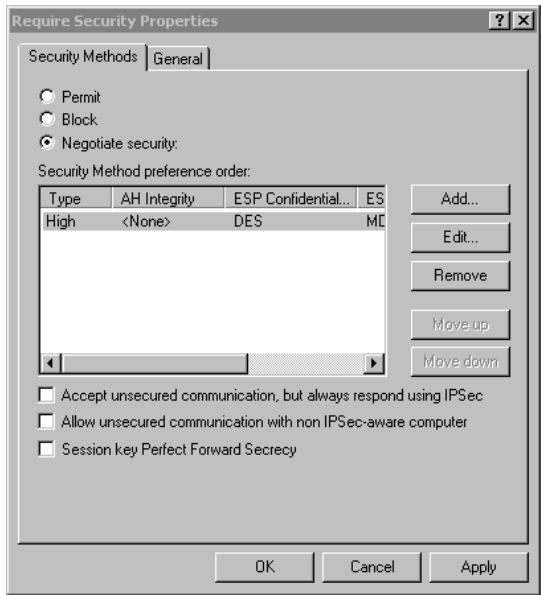 Require Security Properties
Security Methods General
Permit
Block
Negotiate security:
Security Method preference order:
Type AH Integrity ESP Confidential... ES
High <None> DES MD
Add...
Edit...
Remove
Move up
Move down
Accept unsecured communication, but always respond using IPSec
Allow unsecured communication with non IPSec-aware computer
Session key Perfect Forward Secrecy
OK Cancel Apply